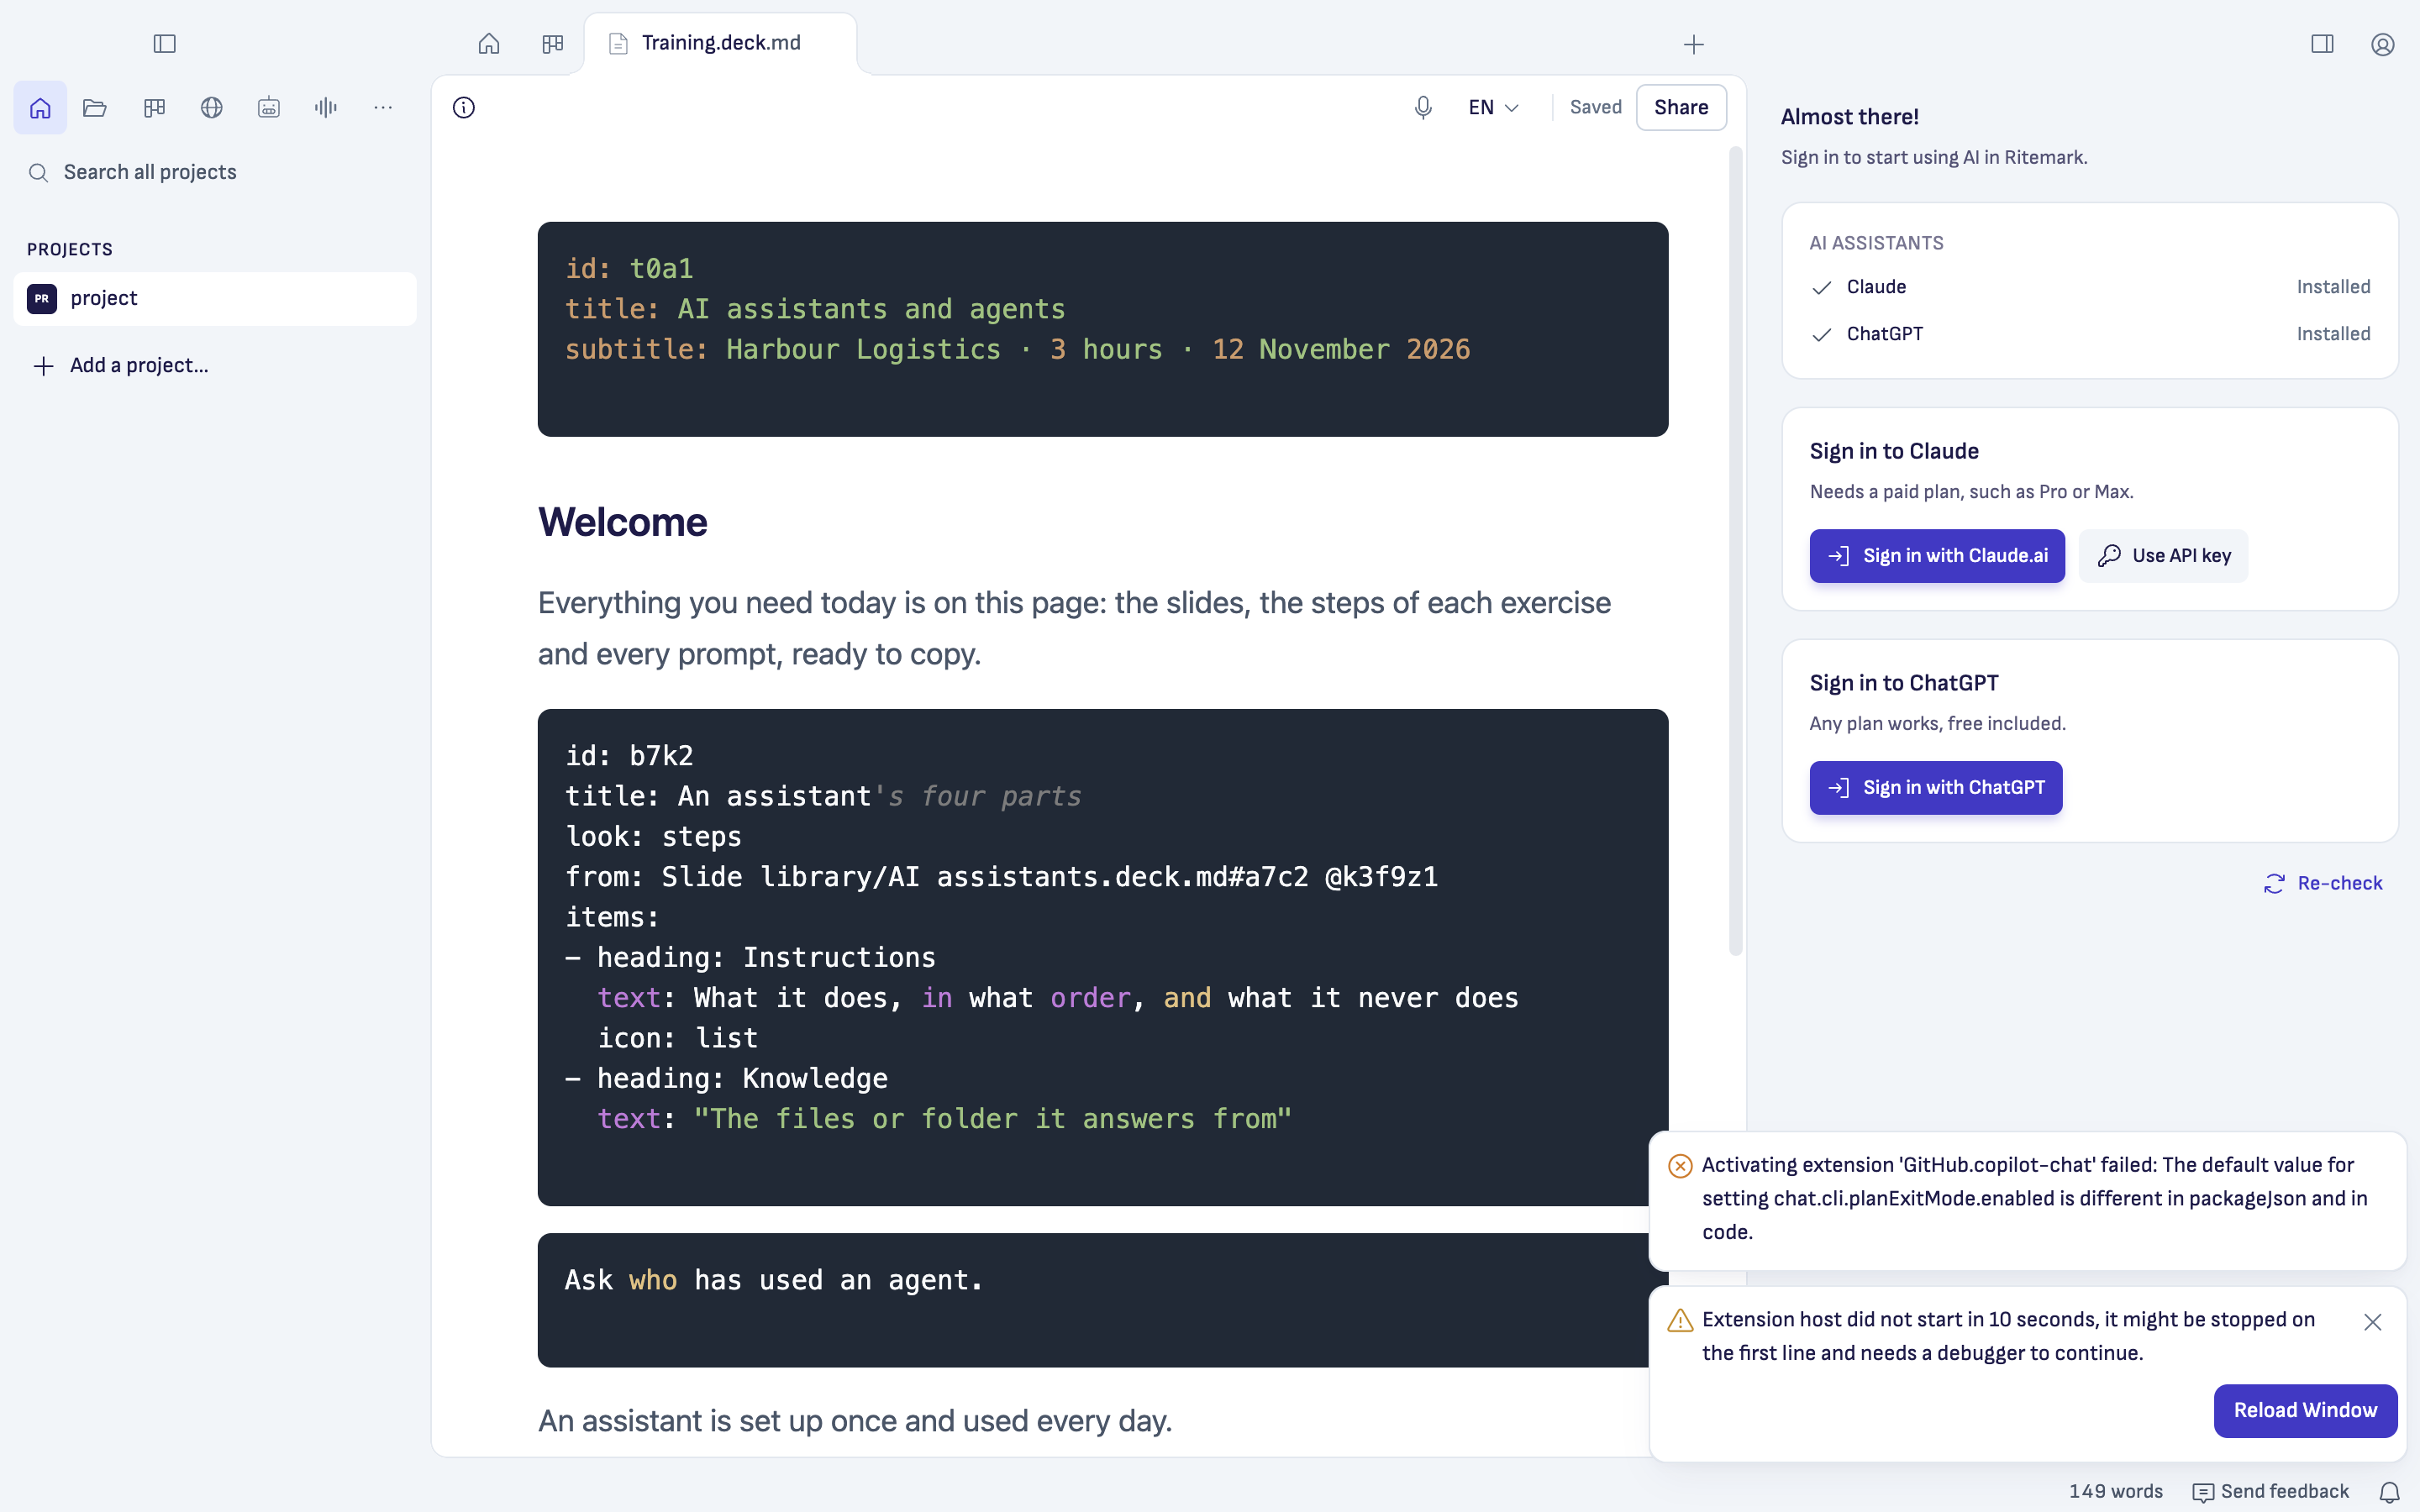 Training.deck.md
EN
Saved
Share
Search all projects
PROJECTS
PR
project
Add a project...
id: t0a1
title: AI assistants and agents
subtitle: Harbour Logistics · 3 hours · 12 November 2026
Welcome
Everything you need today is on this page: the slides, the steps of each exercise
and every prompt, ready to copy.
id: b7k2
title: An assistant's four parts
look: steps
from: Slide library/AI assistants.deck.md#a7c2 @k3f9z1
items:
- heading: Instructions
  text: What it does, in what order, and what it never does
  icon: list
- heading: Knowledge
  text: "The files or folder it answers from"
Ask who has used an agent.
An assistant is set up once and used every day.
Almost there!
Sign in to start using AI in Ritemark.
AI ASSISTANTS
Claude Installed
ChatGPT Installed
Sign in to Claude
Needs a paid plan, such as Pro or Max.
Sign in with Claude.ai
Use API key
Sign in to ChatGPT
Any plan works, free included.
Sign in with ChatGPT
Re-check
Activating extension 'GitHub.copilot-chat' failed: The default value for
setting chat.cli.planExitMode.enabled is different in packageJson and in
code.
Extension host did not start in 10 seconds, it might be stopped on
the first line and needs a debugger to continue.
Reload Window
149 words
Send feedback